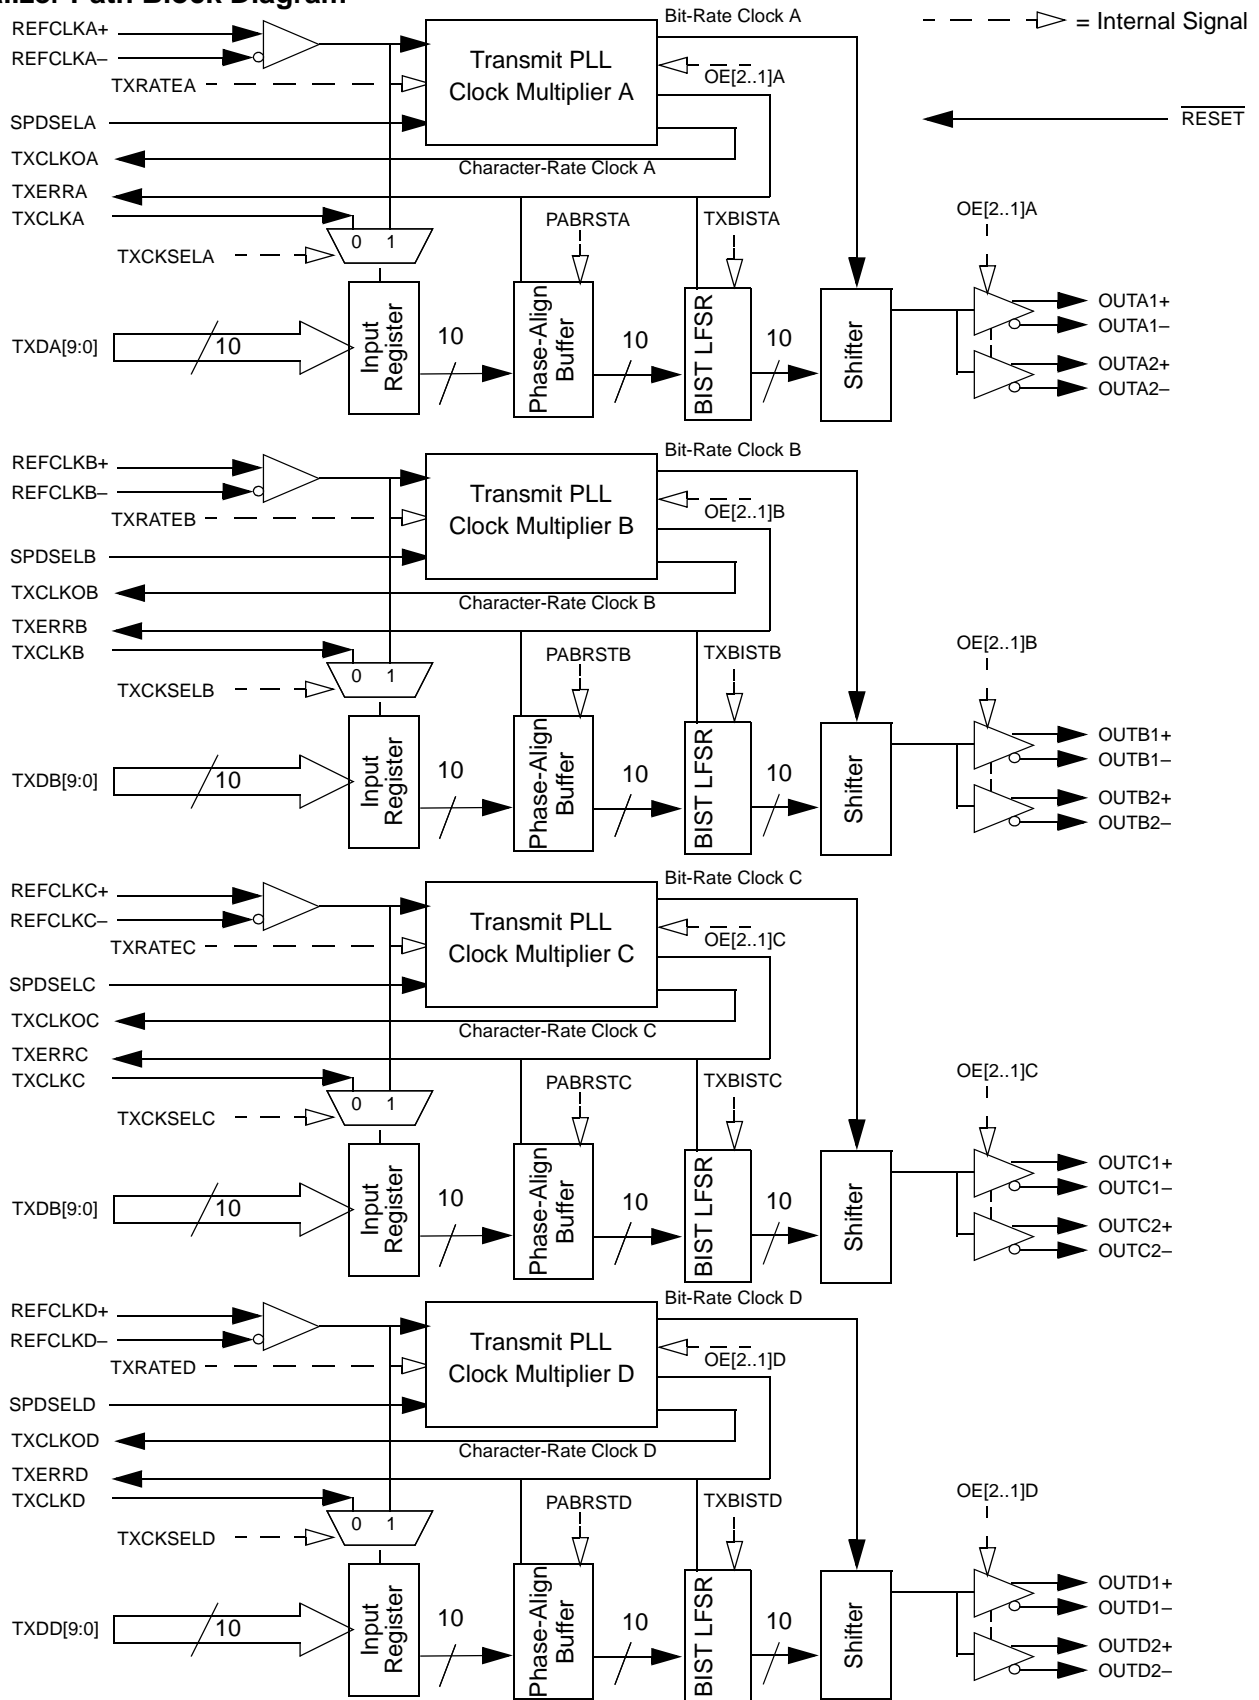 Path Block Diagram
REFCLKA+
REFCLKA–
TXRATEA
SPDSELA
TXCLKOA
TXERRA
TXCLKA
TXCKSELA
TXDA[9:0]
Transmit PLL
Clock Multiplier A
Bit-Rate Clock A
OE[2..1]A
Character-Rate Clock A
= Internal Signal
RESET
0 1
PABRSTA
TXBISTA
OE[2..1]A
10
Input
Register
10
Phase-Align
Buffer
10
BIST LFSR
10
Shifter
OUTA1+
OUTA1–
OUTA2+
OUTA2–
REFCLKB+
REFCLKB–
TXRATEB
SPDSELB
TXCLKOB
TXERRB
TXCLKB
TXCKSELB
TXDB[9:0]
Transmit PLL
Clock Multiplier B
Bit-Rate Clock B
OE[2..1]B
Character-Rate Clock B
0 1
PABRSTB
TXBISTB
OE[2..1]B
10
Input
Register
10
Phase-Align
Buffer
10
BIST LFSR
10
Shifter
OUTB1+
OUTB1–
OUTB2+
OUTB2–
REFCLKC+
REFCLKC–
TXRATEC
SPDSELC
TXCLKOC
TXERRC
TXCLKC
TXCKSELC
TXDB[9:0]
Transmit PLL
Clock Multiplier C
Bit-Rate Clock C
OE[2..1]C
Character-Rate Clock C
0 1
PABRSTC
TXBISTC
OE[2..1]C
10
Input
Register
10
Phase-Align
Buffer
10
BIST LFSR
10
Shifter
OUTC1+
OUTC1–
OUTC2+
OUTC2–
REFCLKD+
REFCLKD–
TXRATED
SPDSELD
TXCLKOD
TXERRD
TXCLKD
TXCKSELD
TXDD[9:0]
Transmit PLL
Clock Multiplier D
Bit-Rate Clock D
OE[2..1]D
Character-Rate Clock D
0 1
PABRSTD
TXBISTD
OE[2..1]D
10
Input
Register
10
Phase-Align
Buffer
10
BIST LFSR
10
Shifter
OUTD1+
OUTD1–
OUTD2+
OUTD2–